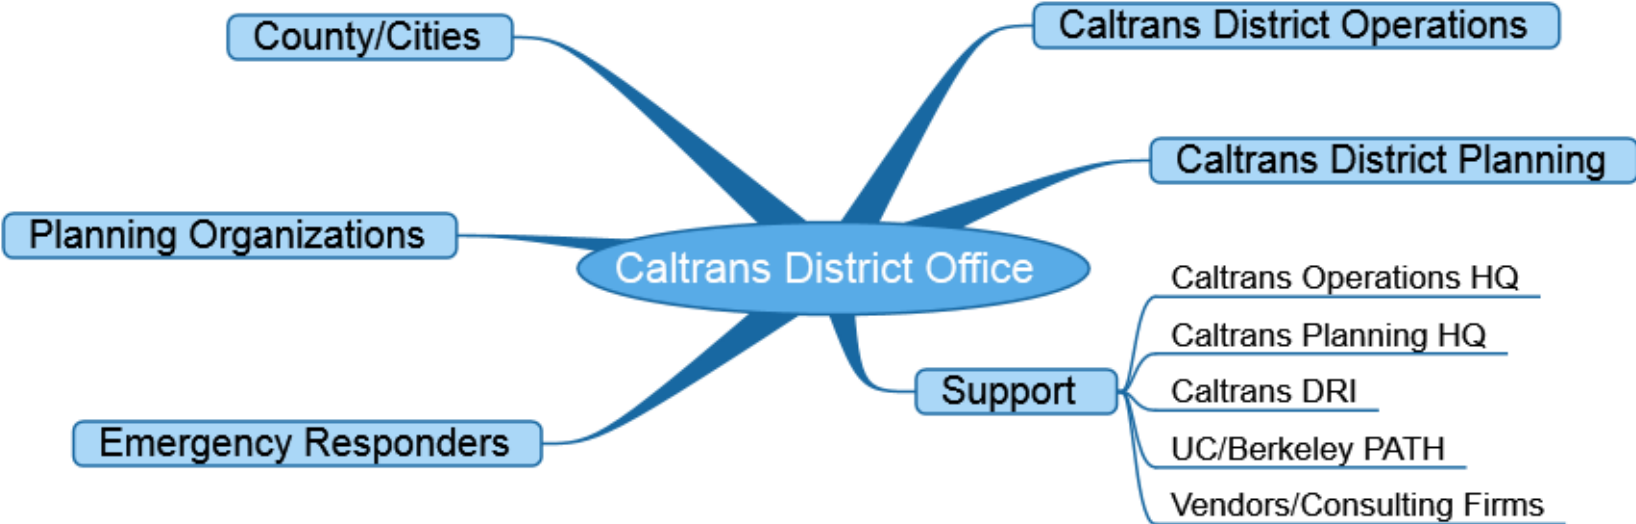 County/Cities
Caltrans District Operations
Caltrans District Planning
Planning Organizations
Caltrans District Office
Caltrans Operations HQ
Caltrans Planning HQ
Support
Caltrans DRI
Emergency Responders
UC/Berkeley PATH
Vendors/Consulting Firms